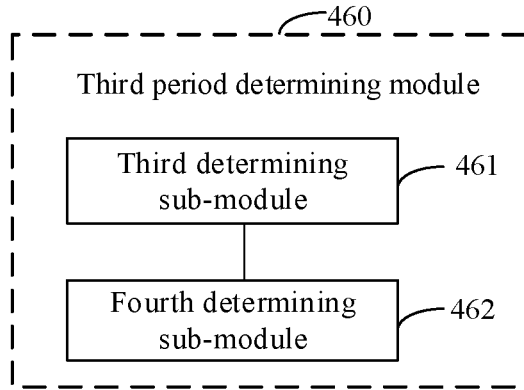 460
Third period determining module
Third determining
sub-module
461
Fourth determining
sub-module
462